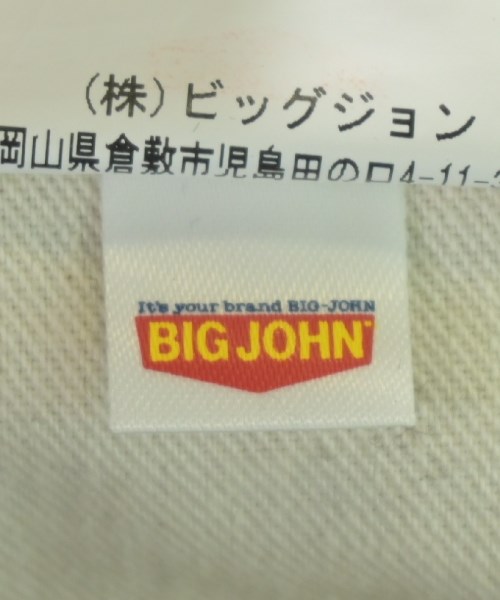 (株)ビッグジョン
岡山県倉敷市児島田の口4-11-
It's your brand BIG-JOHN
BIG JOHN